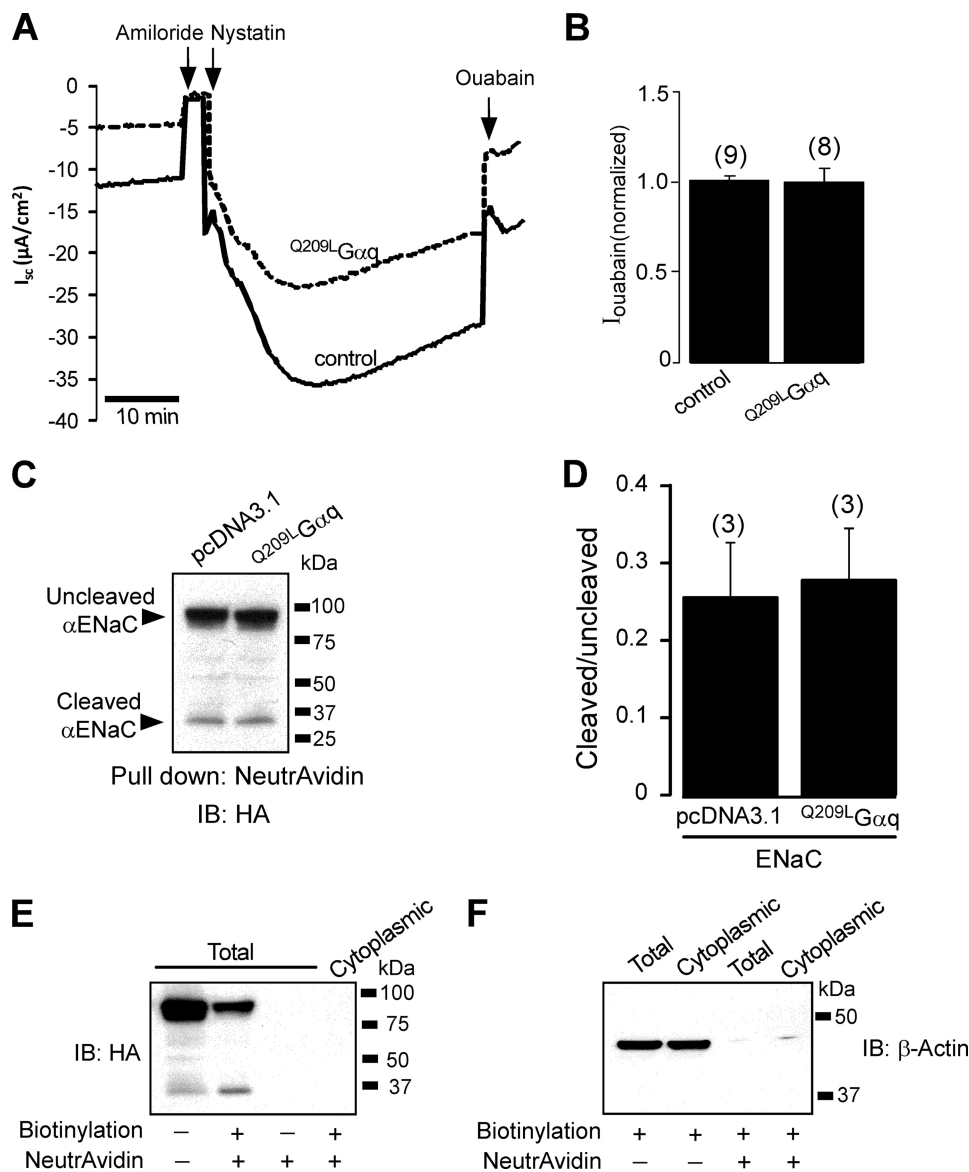 A
Amiloride Nystatin
Ouabain
0
-5
-10
-15
-20
-25
-30
-35
-40
Isc (μA/cm2)
Q209LGαq
control
10 min
B
(9)
(8)
1.5
1.0
0.5
0
Iouabain(normalized)
control
Q209LGαq
C
pcDNA3.1
Q209LGαq
kDa
Uncleaved
αENaC
Cleaved
αENaC
100
75
50
37
25
Pull down: NeutrAvidin
IB: HA
D
0.4
0.3
0.2
0.1
0
(3)
(3)
Cleaved/uncleaved
pcDNA3.1
Q209LGαq
ENaC
E
Total
Cytoplasmic
kDa
100
75
50
37
IB: HA
Biotinylation − + − +
NeutrAvidin − + + +
F
Total
Cytoplasmic
Total
Cytoplasmic
kDa
50
37
IB: β-Actin
Biotinylation + + + +
NeutrAvidin − − + +